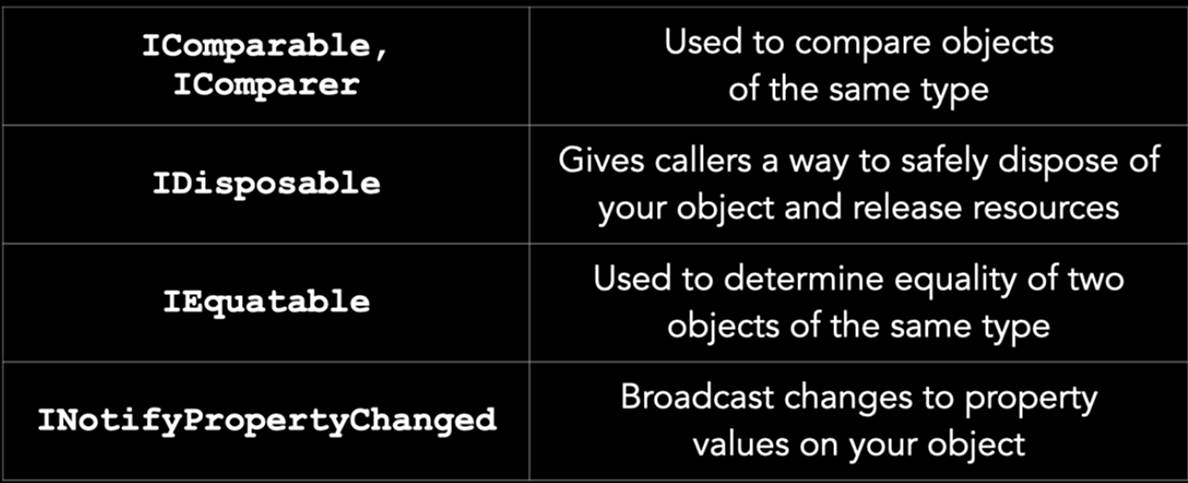 IComparable,
IComparer
Used to compare objects
of the same type
IDisposable
Gives callers a way to safely dispose of
your object and release resources
IEquatable
Used to determine equality of two
objects of the same type
INotifyPropertyChanged
Broadcast changes to property
values on your object